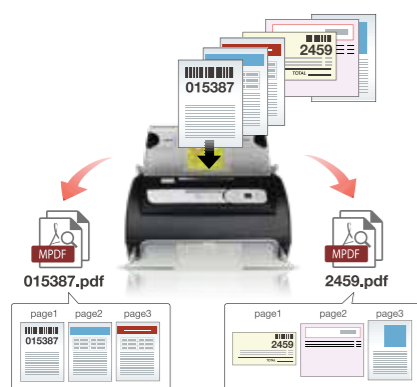 2459
TOTAL
015387
MPDF
MPDF
015387.pdf
2459.pdf
page1 page2 page3
page1 page2 page3
015387
2459
TOTAL